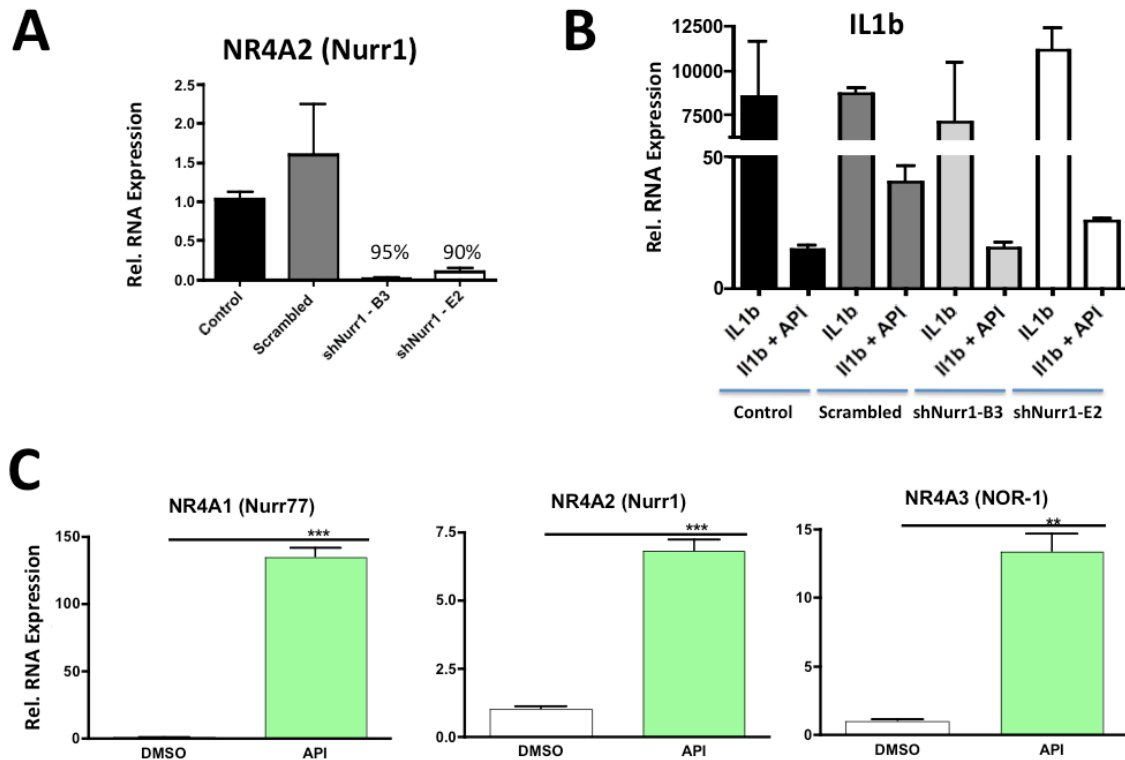 A
NR4A2 (Nurr1)
Rel. RNA Expression
2.5
2.0
1.5
1.0
0.5
0.0
95%
90%
Control
Scrambled
shNurr1 - B3
shNurr1 - E2
B
IL1b
Rel. RNA Expression
12500
10000
7500
50
0
IL1b
Il1b + API
IL1b
Il1b + API
IL1b
Il1b + API
IL1b
Il1b + API
Control
Scrambled
shNurr1-B3
shNurr1-E2
C
NR4A1 (Nurr77)
Rel. RNA Expression
150
100
50
0
***
DMSO
API
NR4A2 (Nurr1)
7.5
6.0
2.5
1.5
0.0
***
DMSO
API
NR4A3 (NOR-1)
15
10
5
0
**
DMSO
API